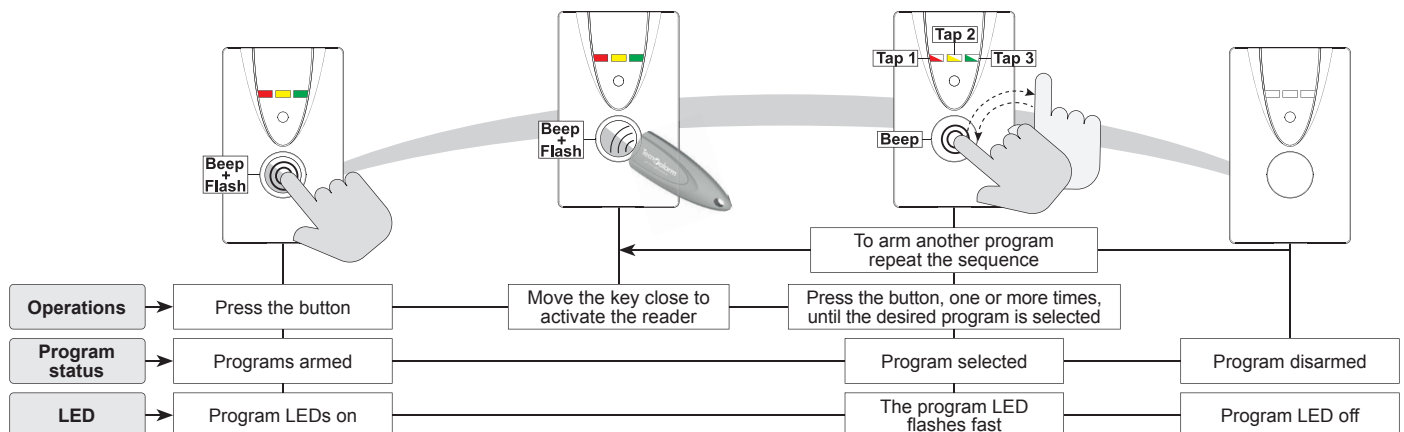 Beep
+
Flash
Beep
+
Flash
Tap 1
Tap 2
Tap 3
Beep
To arm another program
repeat the sequence
Operations
Press the button
Move the key close to
activate the reader
Press the button, one or more times,
until the desired program is selected
Program
status
Programs armed
Program selected
Program disarmed
LED
Program LEDs on
The program LED
flashes fast
Program LED off